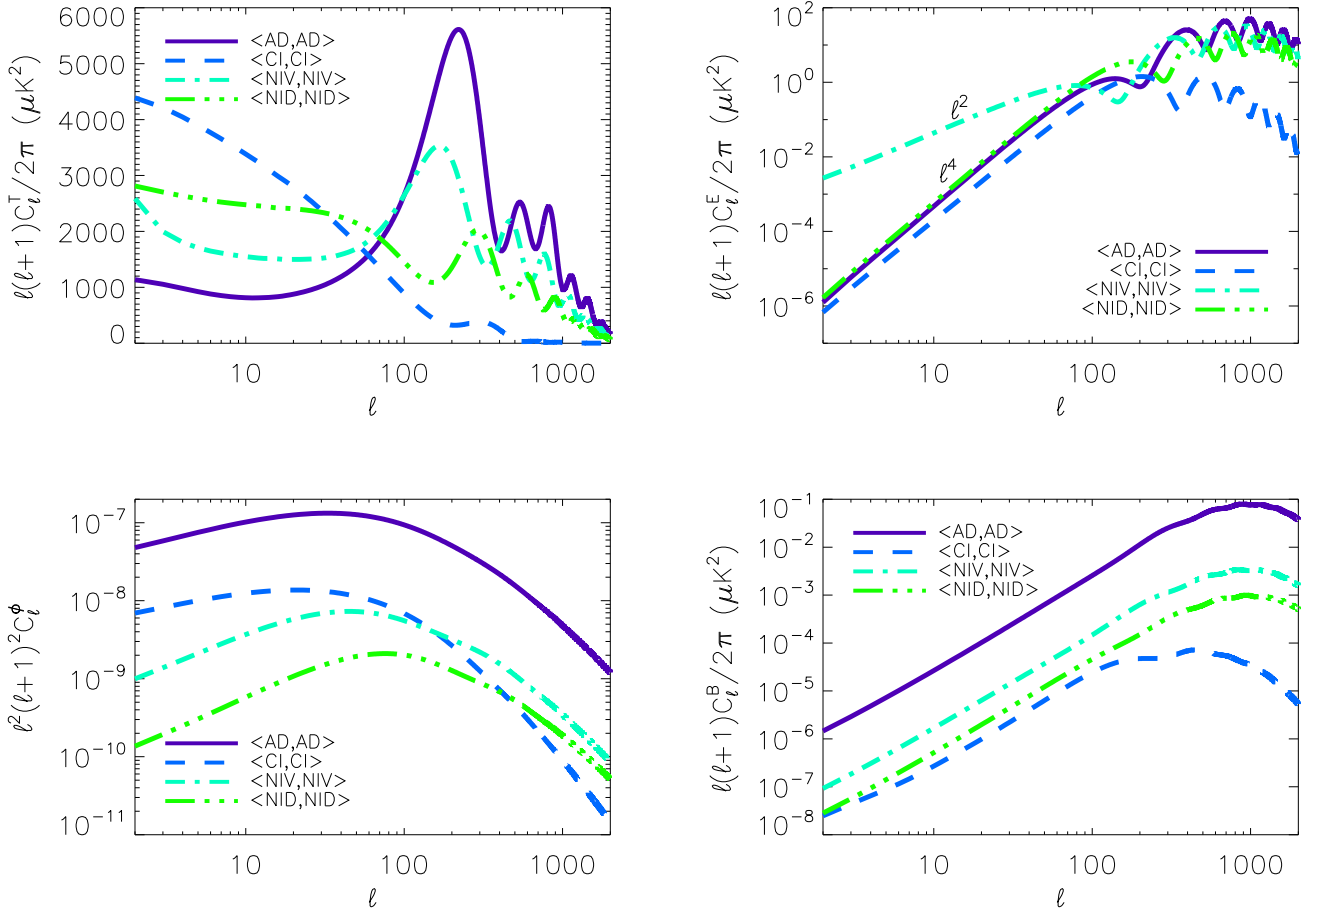 ℓ(ℓ+1)C_ℓ^T/2π (μK²)
6000
5000
4000
3000
2000
1000
0
<AD,AD>
<CI,CI>
<NIV,NIV>
<NID,NID>
10 100 1000
ℓ
ℓ(ℓ+1)C_ℓ^E/2π (μK²)
10²
10⁰
10⁻²
10⁻⁴
10⁻⁶
ℓ²
ℓ⁴
<AD,AD>
<CI,CI>
<NIV,NIV>
<NID,NID>
10 100 1000
ℓ
ℓ²(ℓ+1)²C_ℓ^Φ
10⁻⁷
10⁻⁸
10⁻⁹
10⁻¹⁰
10⁻¹¹
<AD,AD>
<CI,CI>
<NIV,NIV>
<NID,NID>
10 100 1000
ℓ
ℓ(ℓ+1)C_ℓ^B/2π (μK²)
10⁻¹
10⁻²
10⁻³
10⁻⁴
10⁻⁵
10⁻⁶
10⁻⁷
10⁻⁸
<AD,AD>
<CI,CI>
<NIV,NIV>
<NID,NID>
10 100 1000
ℓ